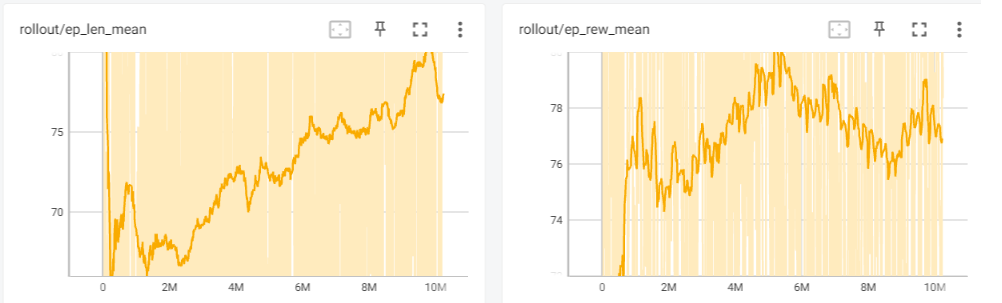 rollout/ep_len_mean
75
70
0 2M 4M 6M 8M 10M
rollout/ep_rew_mean
78
76
74
0 2M 4M 6M 8M 10M